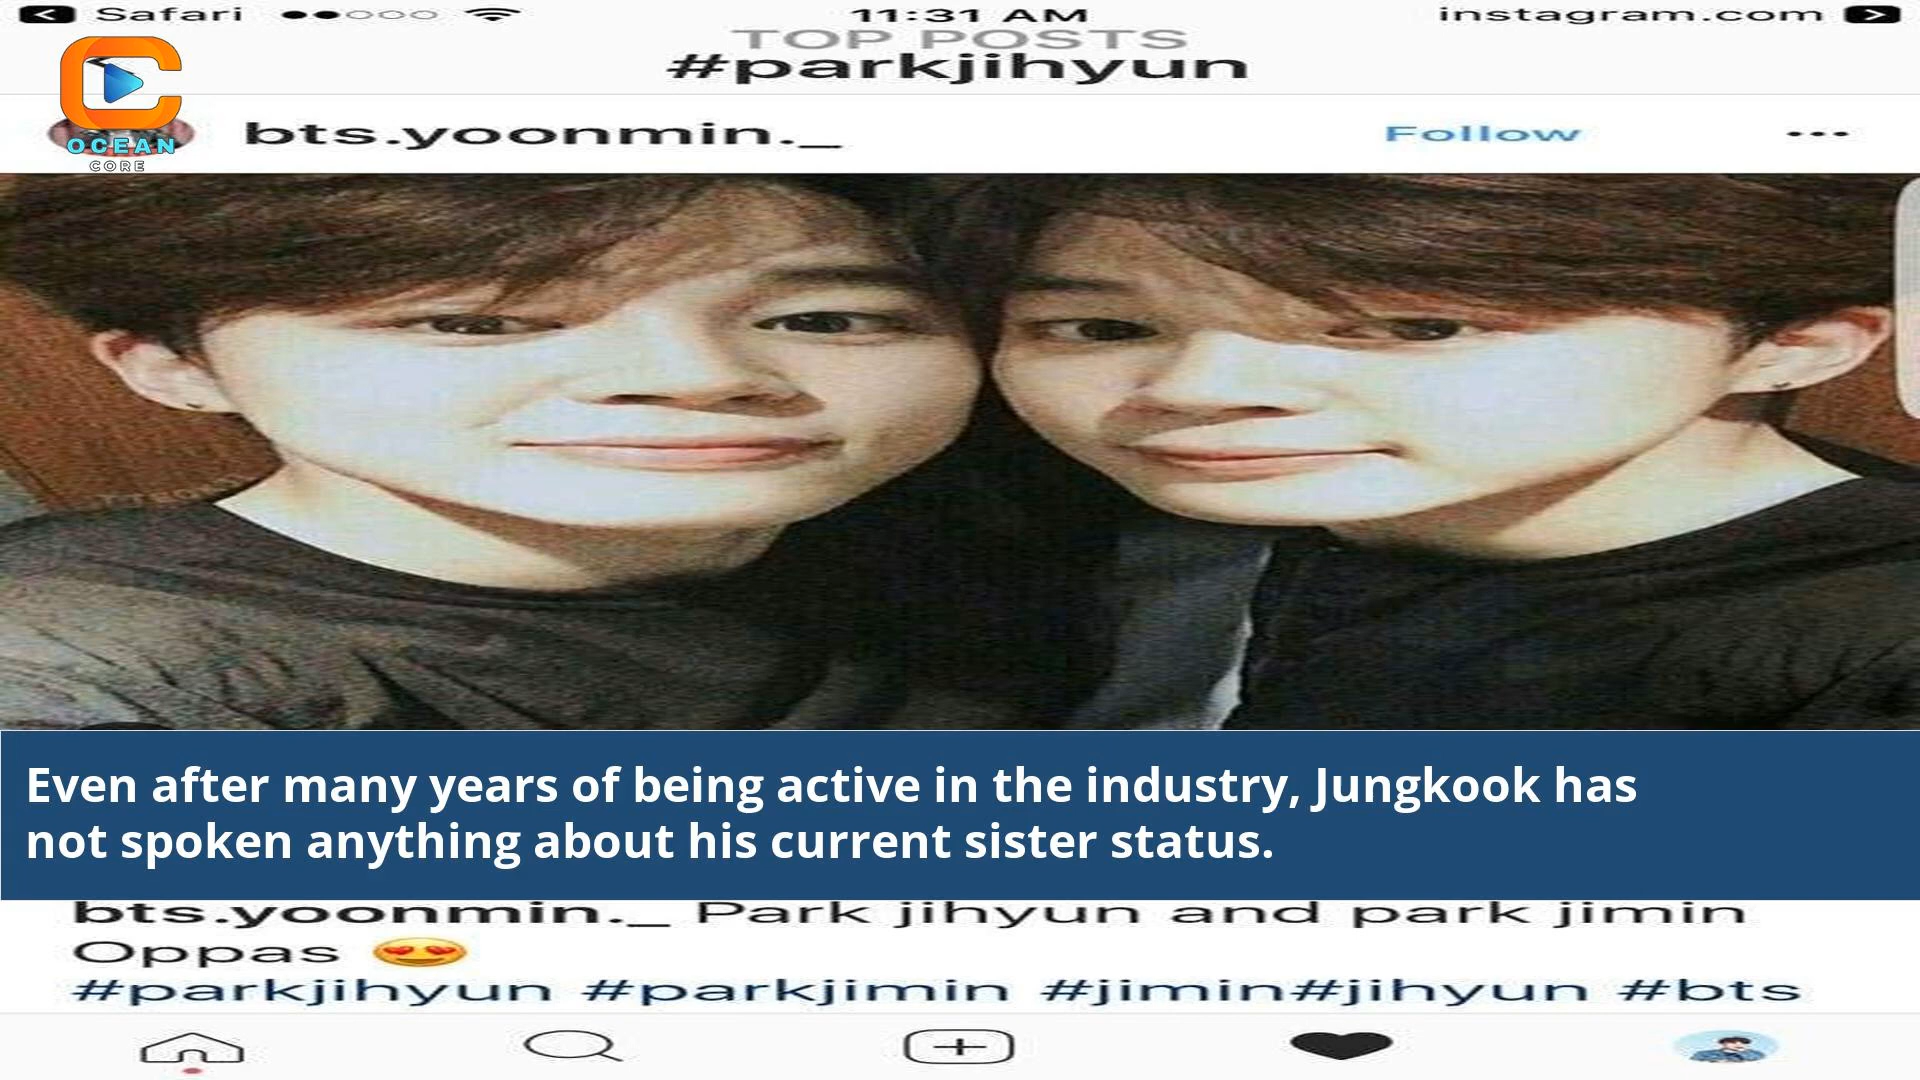 Safari 11:31 AM instagram.com
TOP POSTS
#parkjihyun
OCEAN
CORE
bts.yoonmin._ Follow
Even after many years of being active in the industry, Jungkook has
not spoken anything about his current sister status.
bts.yoonmin._ Park jihyun and park jimin
Oppas 😍
#parkjihyun #parkjimin #jimin#jihyun #bts